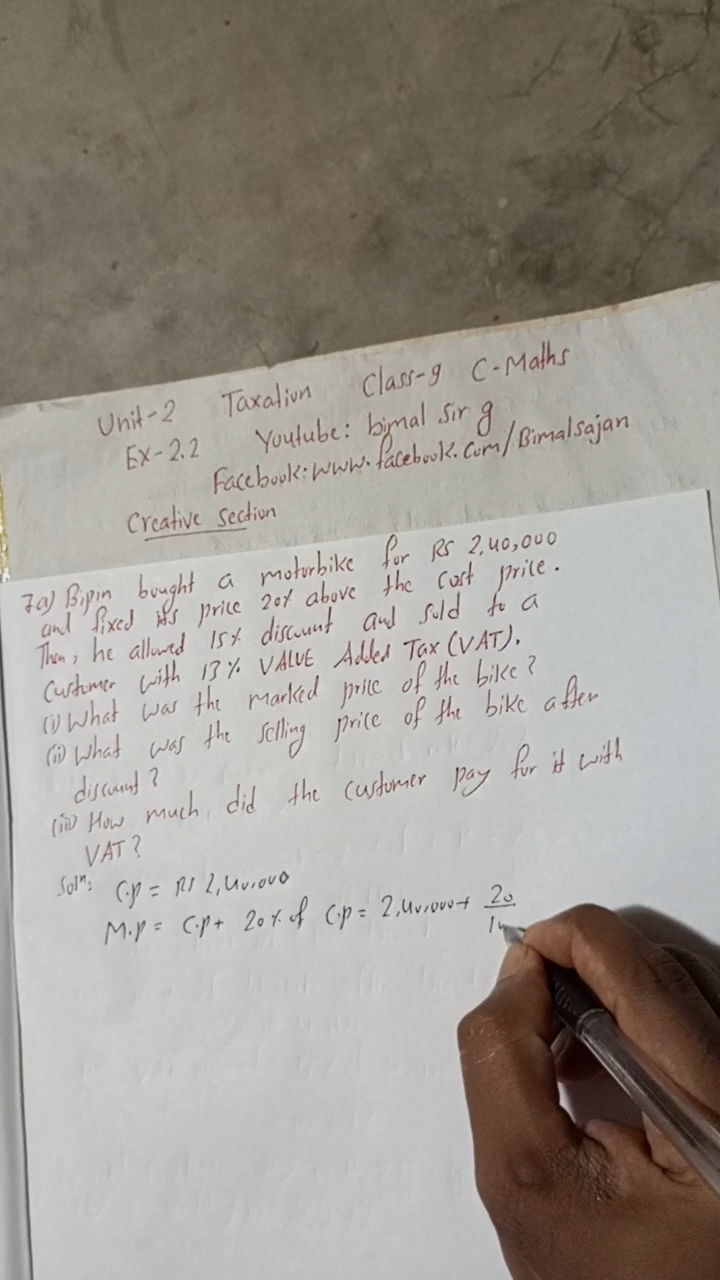 Unit-2 Taxation Class-9 C-Maths
Ex-2.2 Youtube: bimal sir g
Facebook: www.facebook.com/Bimalsajan
Creative section
7a) Bipin bought a motorbike for RS 2,40,000
and fixed its price 20% above the cost price.
Then, he allowed 15% discount and sold to a
customer with 13% VALUE Added Tax (VAT).
(i) What was the marked price of the bike?
(ii) What was the selling price of the bike after
discount?
(iii) How much did the customer pay for it with
VAT?
Solⁿ: C.p = RS 2,40,000
M.p = C.p + 20% of C.p = 2,40,000 + 20/10